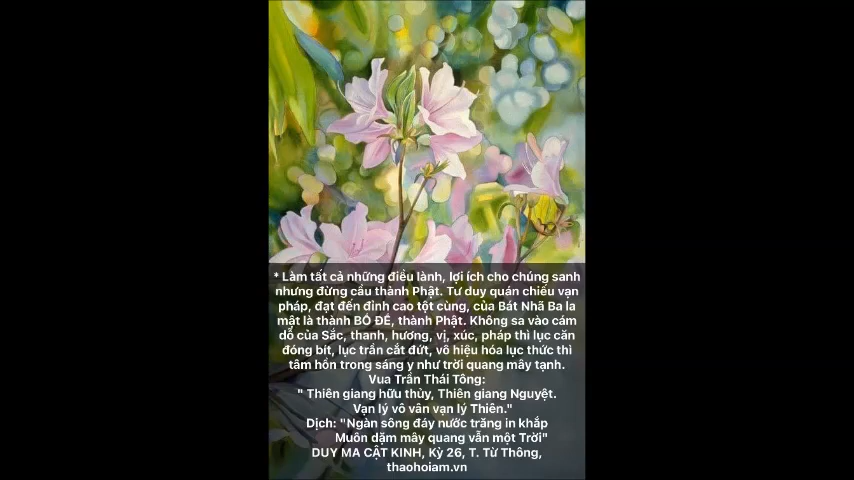 * Làm tất cả những điều lành, lợi ích cho chúng sanh
nhưng đừng cầu thành Phật. Tư duy quán chiếu vạn
pháp, đạt đến đỉnh cao tột cùng, của Bát Nhã Ba la
mật là thành BỒ ĐỀ, thành Phật. Không sa vào cám
dỗ của Sắc, thanh, hương, vị, xúc, pháp thì lục căn
đóng bít, lục trần cắt đứt, vô hiệu hóa lục thức thì
tâm hồn trong sáng y như trời quang mây tạnh.
Vua Trần Thái Tông:
" Thiên giang hữu thủy, Thiên giang Nguyệt.
Vạn lý vô vân vạn lý Thiên."
Dịch: "Ngàn sông đáy nước trăng in khắp
Muôn dặm mây quang vẫn một Trời"
DUY MA CẬT KINH, Kỳ 26, T. Từ Thông,
thaohoiam.vn